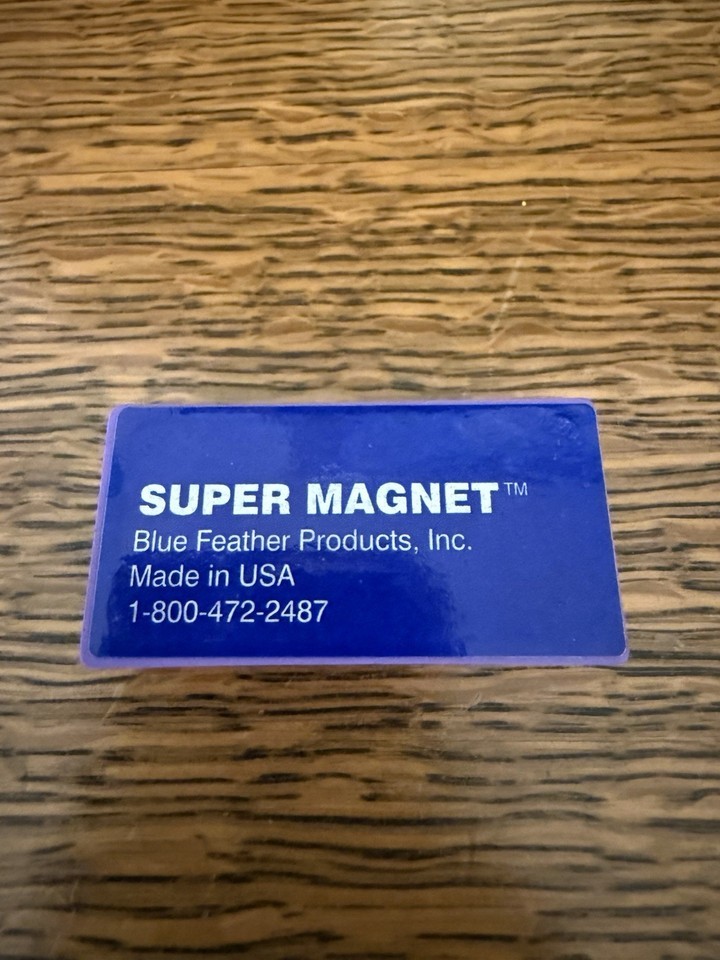 SUPER MAGNET™
Blue Feather Products, Inc.
Made in USA
1-800-472-2487